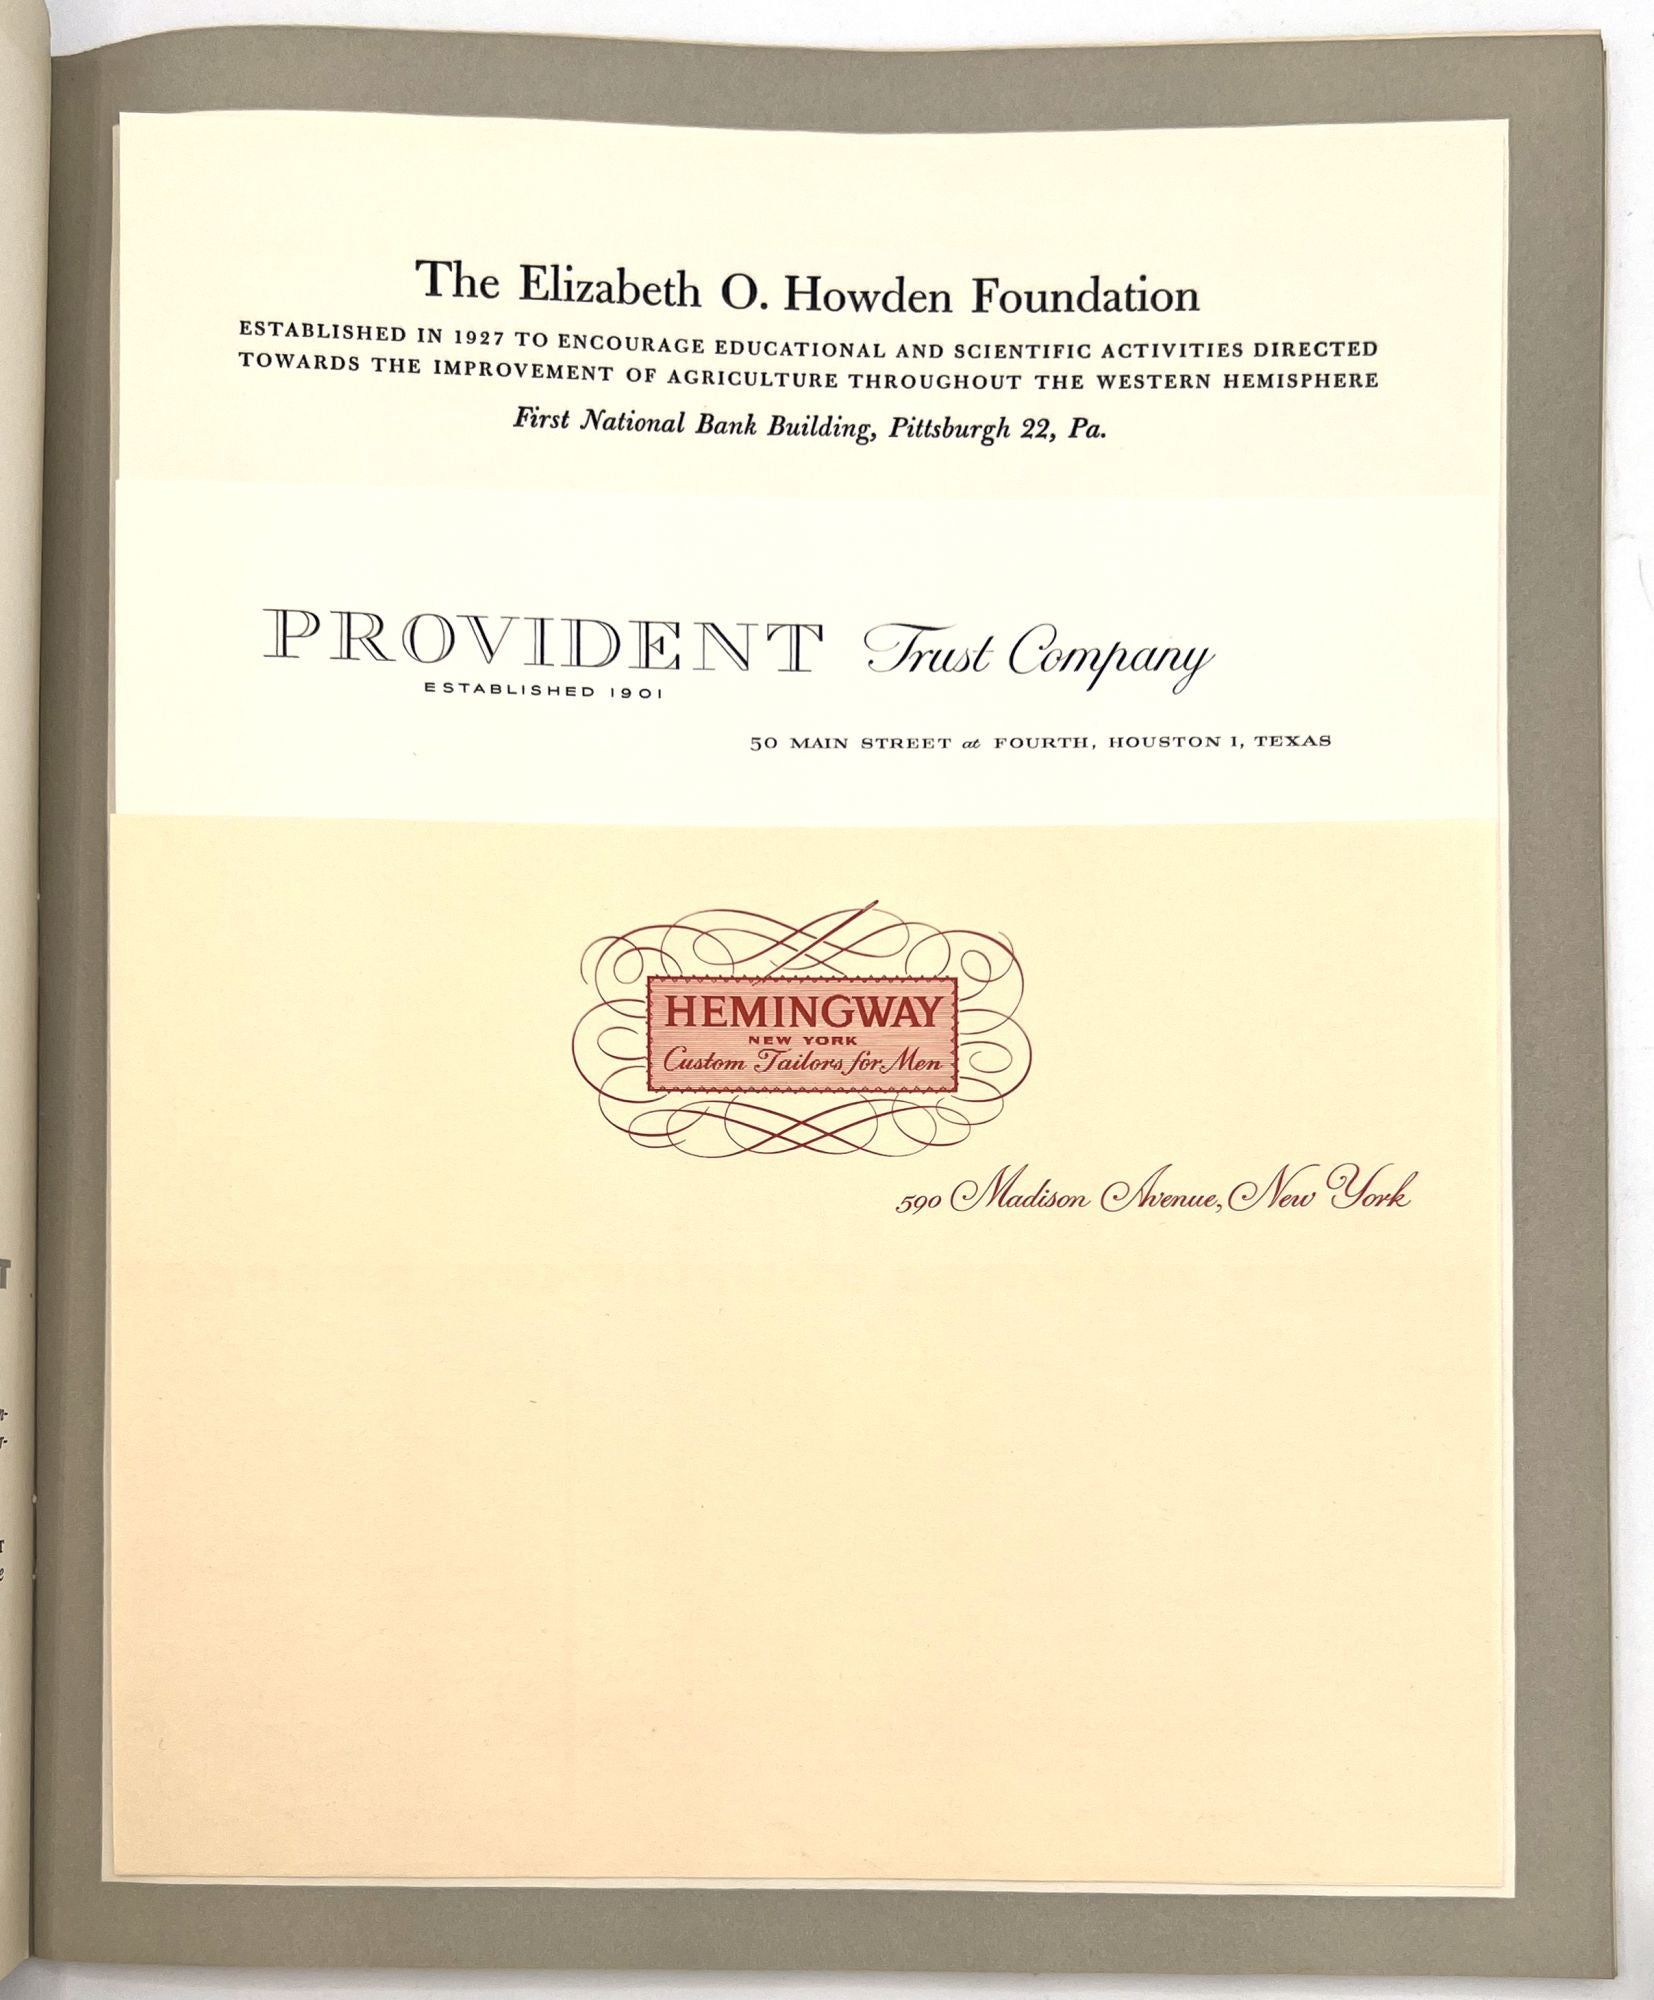 The Elizabeth O. Howden Foundation
ESTABLISHED IN 1927 TO ENCOURAGE EDUCATIONAL AND SCIENTIFIC ACTIVITIES DIRECTED
TOWARDS THE IMPROVEMENT OF AGRICULTURE THROUGHOUT THE WESTERN HEMISPHERE
First National Bank Building, Pittsburgh 22, Pa.
PROVIDENT Trust Company
ESTABLISHED 1901
50 MAIN STREET at FOURTH, HOUSTON 1, TEXAS
HEMINGWAY
NEW YORK
Custom Tailors for Men
590 Madison Avenue, New York